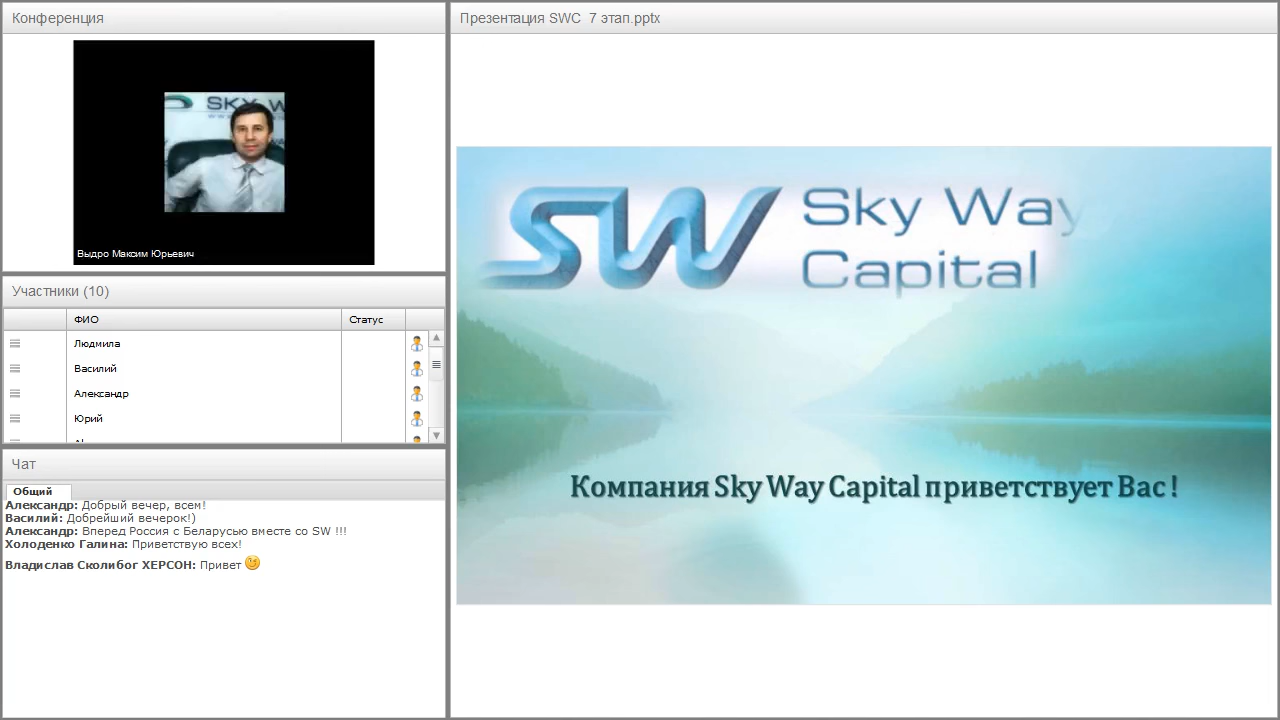 Конференция
SKY W
Выдро Максим Юрьевич
Участники (10)
ФИО
Статус
Людмила
Василий
Александр
Юрий
Чат
Общий
Александр: Добрый вечер, всем!
Василий: Добрейший вечерок!)
Александр: Вперед Россия с Беларусью вместе со SW !!!
Холоденко Галина: Приветствую всех!
Владислав Сколибог ХЕРСОН: Привет
Презентация SWC 7 этап.pptx
SW Sky Way
Capital
Компания Sky Way Capital приветствует Вас !